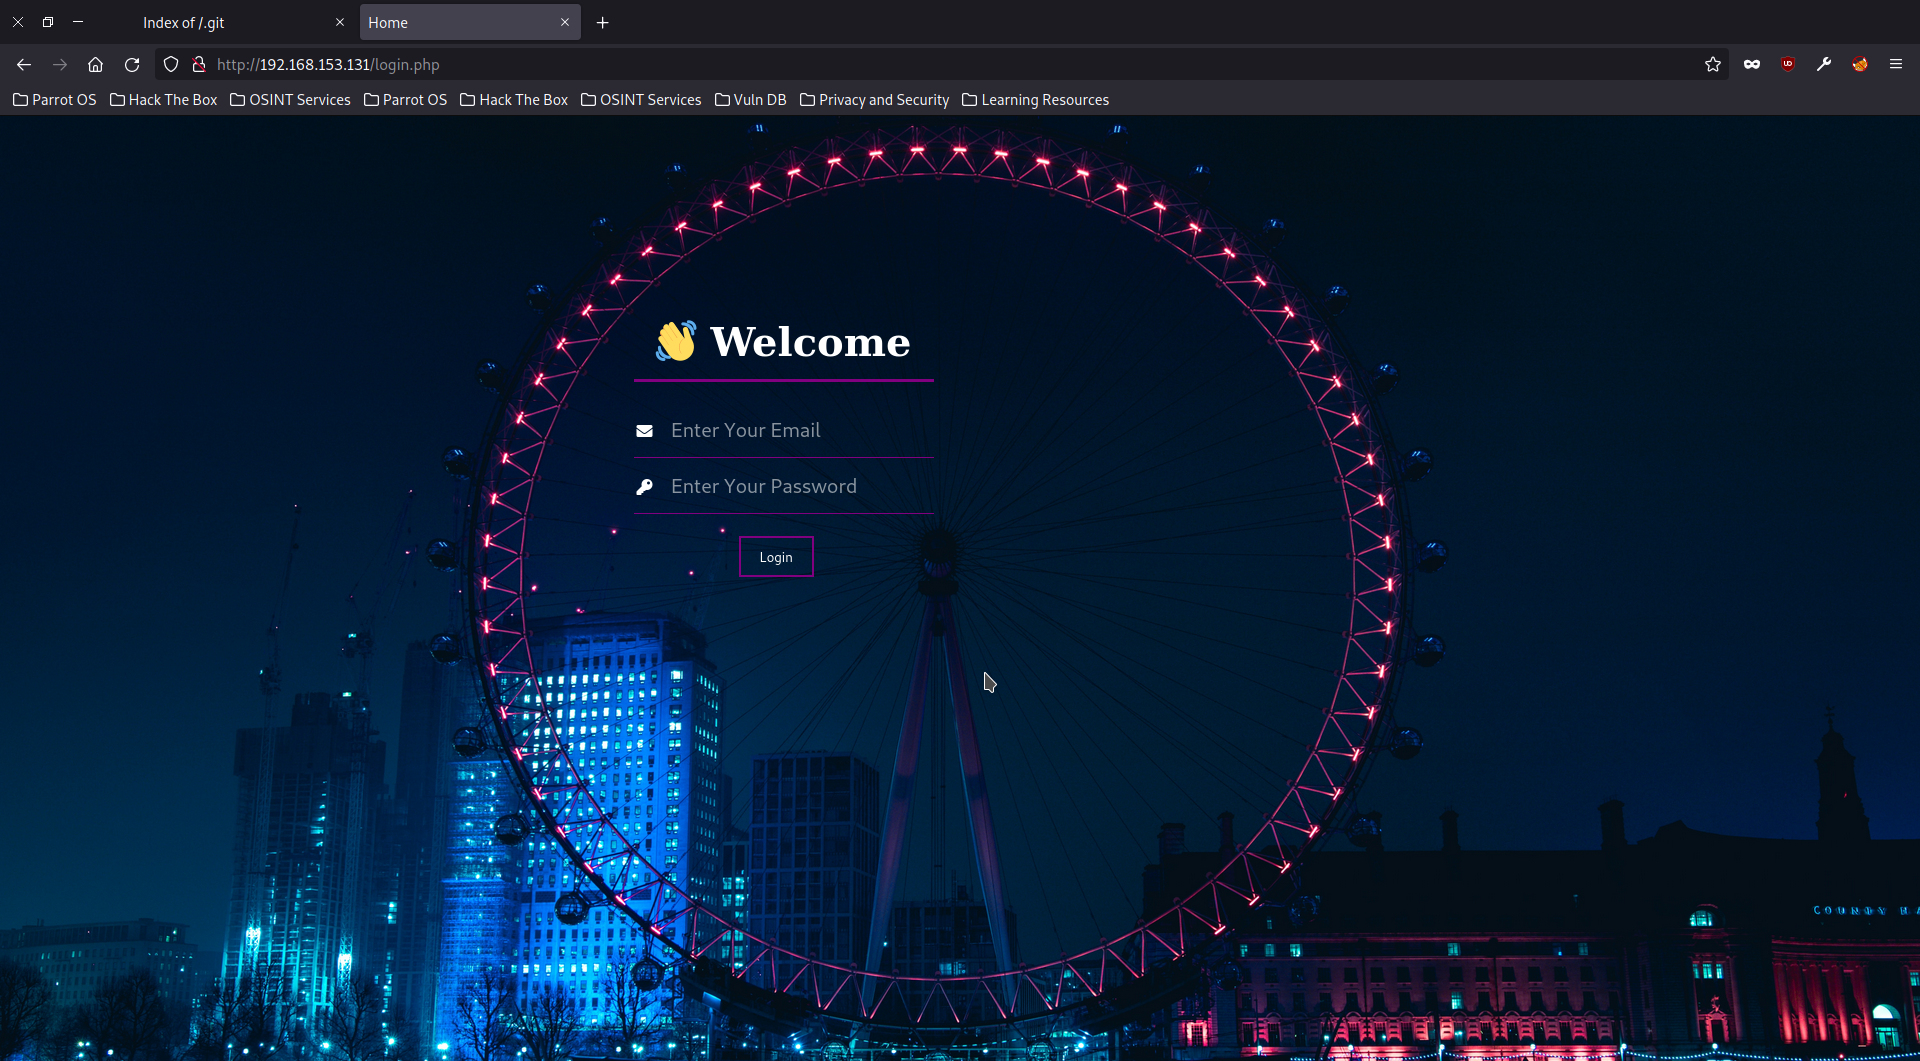 Index of /.git
Home
http://192.168.153.131/login.php
Parrot OS Hack The Box OSINT Services Parrot OS Hack The Box OSINT Services Vuln DB Privacy and Security Learning Resources
👋 Welcome
Enter Your Email
Enter Your Password
Login
COUNTY